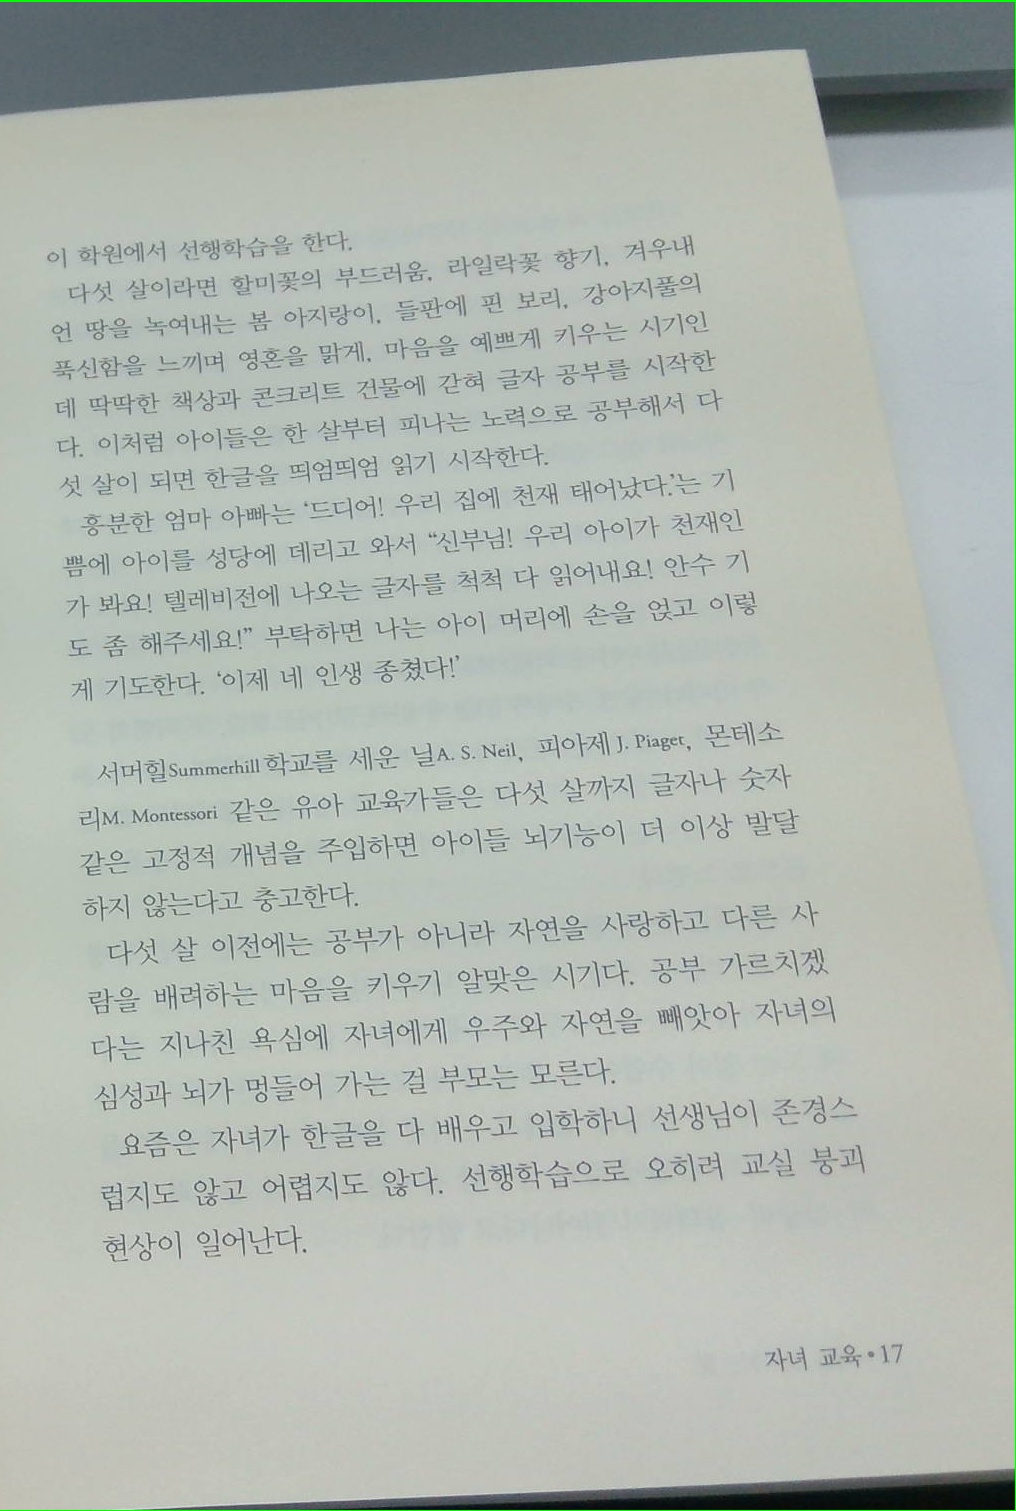 이 학원에서 선행학습을 한다.
다섯 살이라면 할미꽃의 부드러움, 라일락꽃 향기, 겨우내
언 땅을 녹여내는 봄 아지랑이, 들판에 핀 보리, 강아지풀의
푹신함을 느끼며 영혼을 맑게, 마음을 예쁘게 키우는 시기인
데 딱딱한 책상과 콘크리트 건물에 갇혀 글자 공부를 시작한
다. 이처럼 아이들은 한 살부터 피나는 노력으로 공부해서 다
섯 살이 되면 한글을 띄엄띄엄 읽기 시작한다.
흥분한 엄마 아빠는 ‘드디어! 우리 집에 천재 태어났다.’는 기
쁨에 아이를 성당에 데리고 와서 “신부님! 우리 아이가 천재인
가 봐요! 텔레비전에 나오는 글자를 척척 다 읽어내요! 안수 기
도 좀 해주세요!” 부탁하면 나는 아이 머리에 손을 얹고 이렇
게 기도한다. ‘이제 네 인생 종쳤다!’
서머힐Summerhill학교를 세운 닐A. S. Neil, 피아제J. Piaget, 몬테소
리M. Montessori 같은 유아 교육가들은 다섯 살까지 글자나 숫자
같은 고정적 개념을 주입하면 아이들 뇌기능이 더 이상 발달
하지 않는다고 충고한다.
다섯 살 이전에는 공부가 아니라 자연을 사랑하고 다른 사
람을 배려하는 마음을 키우기 알맞은 시기다. 공부 가르치겠
다는 지나친 욕심에 자녀에게 우주와 자연을 빼앗아 자녀의
심성과 뇌가 멍들어 가는 걸 부모는 모른다.
요즘은 자녀가 한글을 다 배우고 입학하니 선생님이 존경스
럽지도 않고 어렵지도 않다. 선행학습으로 오히려 교실 붕괴
현상이 일어난다.
자녀 교육•17